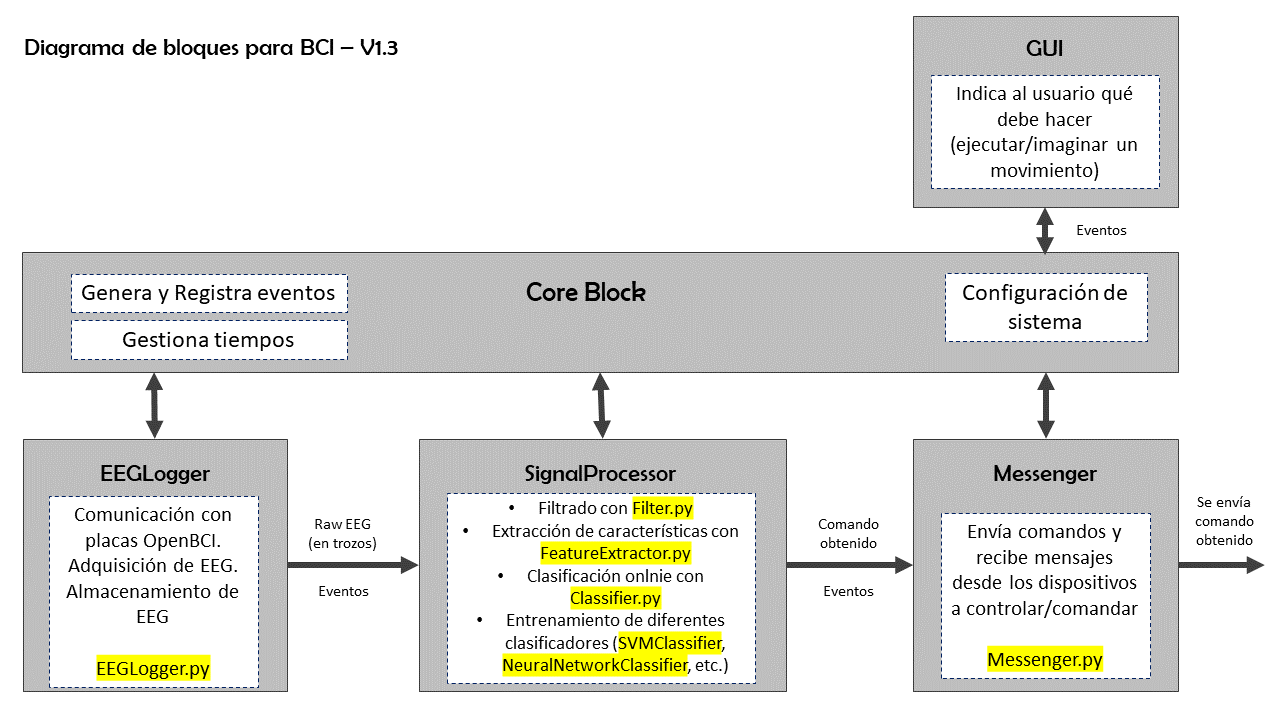 Diagrama de bloques para BCI – V1.3
GUI
Indica al usuario qué
debe hacer
(ejecutar/imaginar un
movimiento)
Eventos
Core Block
Genera y Registra eventos
Gestiona tiempos
Configuración de
sistema
EEGLogger
Comunicación con
placas OpenBCI.
Adquisición de EEG.
Almacenamiento de
EEG
EEGLogger.py
Raw EEG
(en trozos)
Eventos
SignalProcessor
• Filtrado con Filter.py
• Extracción de características con
FeatureExtractor.py
• Clasificación onlnie con
Classifier.py
• Entrenamiento de diferentes
clasificadores (SVMClassifier,
NeuralNetworkClassifier, etc.)
Comando
obtenido
Eventos
Messenger
Envía comandos y
recibe mensajes
desde los dispositivos
a controlar/comandar
Messenger.py
Se envía
comando
obtenido